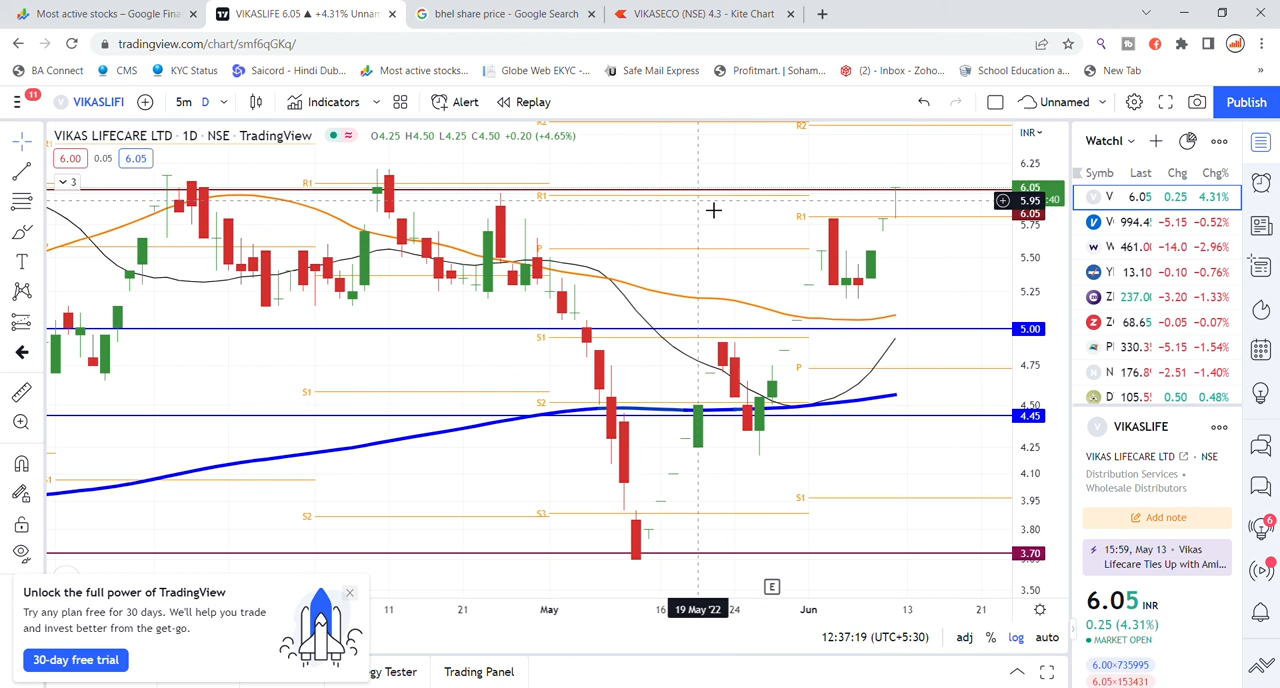 Most active stocks – Google Fina
VIKASLIFE 6.05 ▲ +4.31% Unnam
bhel share price - Google Search
VIKASECO (NSE) 4.3 - Kite Chart
tradingview.com/chart/smf6qGKq/
BA Connect
CMS
KYC Status
Saicord - Hindi Dub...
Most active stocks...
Globe Web EKYC -...
Safe Mail Express
Profitmart. | Soham...
(2) - Inbox - Zoho...
School Education a...
New Tab
11
VIKASLIFI
5m
D
Indicators
Alert
Replay
Unnamed
Publish
VIKAS LIFECARE LTD · 1D · NSE · TradingView
O4.25 H4.50 L4.25 C4.50 +0.20 (+4.65%)
6.00
0.05
6.05
3
INR
R2
R2
R1
R1
R1
P
P
S1
S1
S1
S2
S2
S3
6.25
6.05
:40
5.95
6.05
5.75
5.50
5.25
5.00
4.75
4.50
4.45
4.25
4.10
3.95
3.80
3.70
3.50
E
11
21
May
16
19 May '22
24
Jun
13
21
12:37:19 (UTC+5:30)
adj
%
log
auto
Unlock the full power of TradingView
Try any plan free for 30 days. We'll help you trade
and invest better from the get-go.
30-day free trial
gy Tester
Trading Panel
Watchl
Symb Last Chg Chg%
V 6.05 0.25 4.31%
V 994.4 -5.15 -0.52%
W 461.0 -14.0 -2.96%
YI 13.10 -0.10 -0.76%
237.00 -3.20 -1.33%
68.65 -0.05 -0.07%
330.3 -5.15 -1.54%
N 176.8 -2.51 -1.40%
D 105.5 0.50 0.48%
V VIKASLIFE
VIKAS LIFECARE LTD · NSE
Distribution Services •
Wholesale Distributors
Add note
15:59, May 13 • Vikas
Lifecare Ties Up with Ami...
6.05 INR
0.25 (4.31%)
MARKET OPEN
6.00×735995
6.05×153431
6